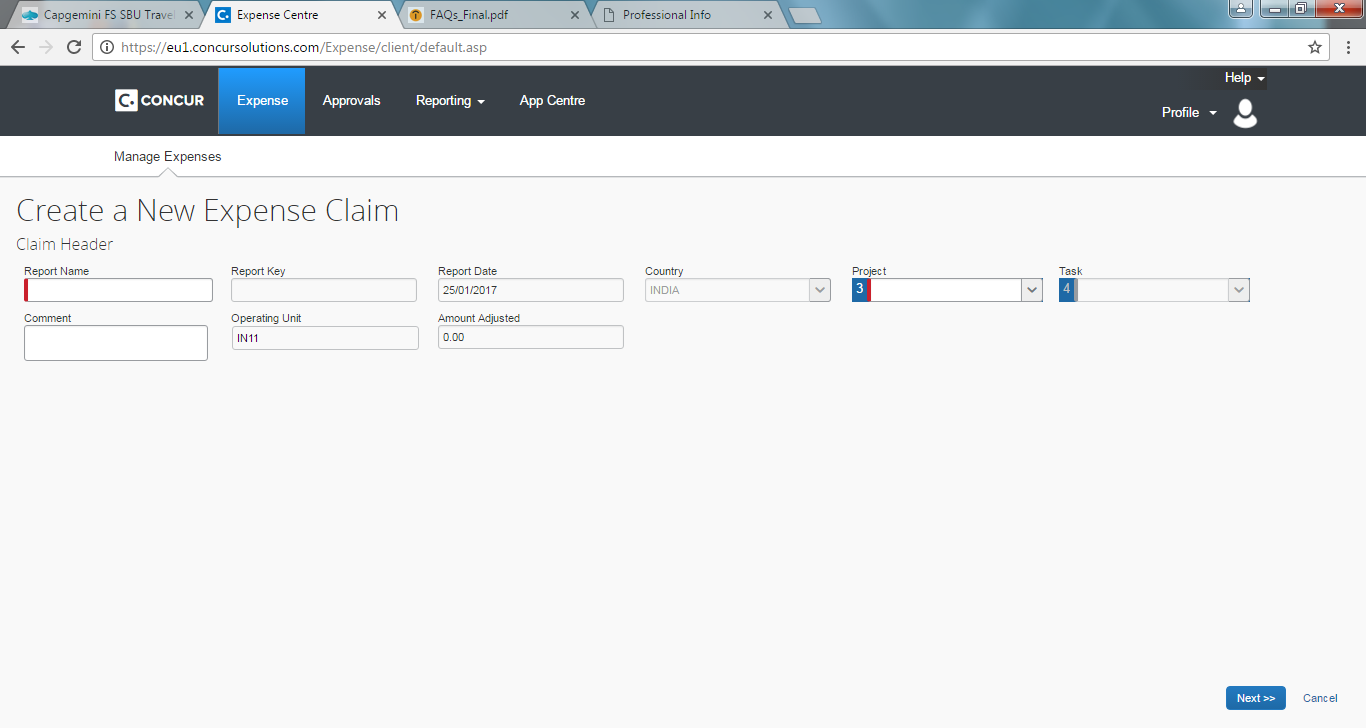 Capgemini FS SBU Travel
Expense Centre
FAQs_Final.pdf
Professional Info
https://eu1.concursolutions.com/Expense/client/default.asp
Help
C. CONCUR
Expense
Approvals
Reporting
App Centre
Profile
Manage Expenses
Create a New Expense Claim
Claim Header
Report Name
Report Key
Report Date
Country
Project
Task
25/01/2017
INDIA
3
4
Comment
Operating Unit
Amount Adjusted
IN11
0.00
Next >>
Cancel